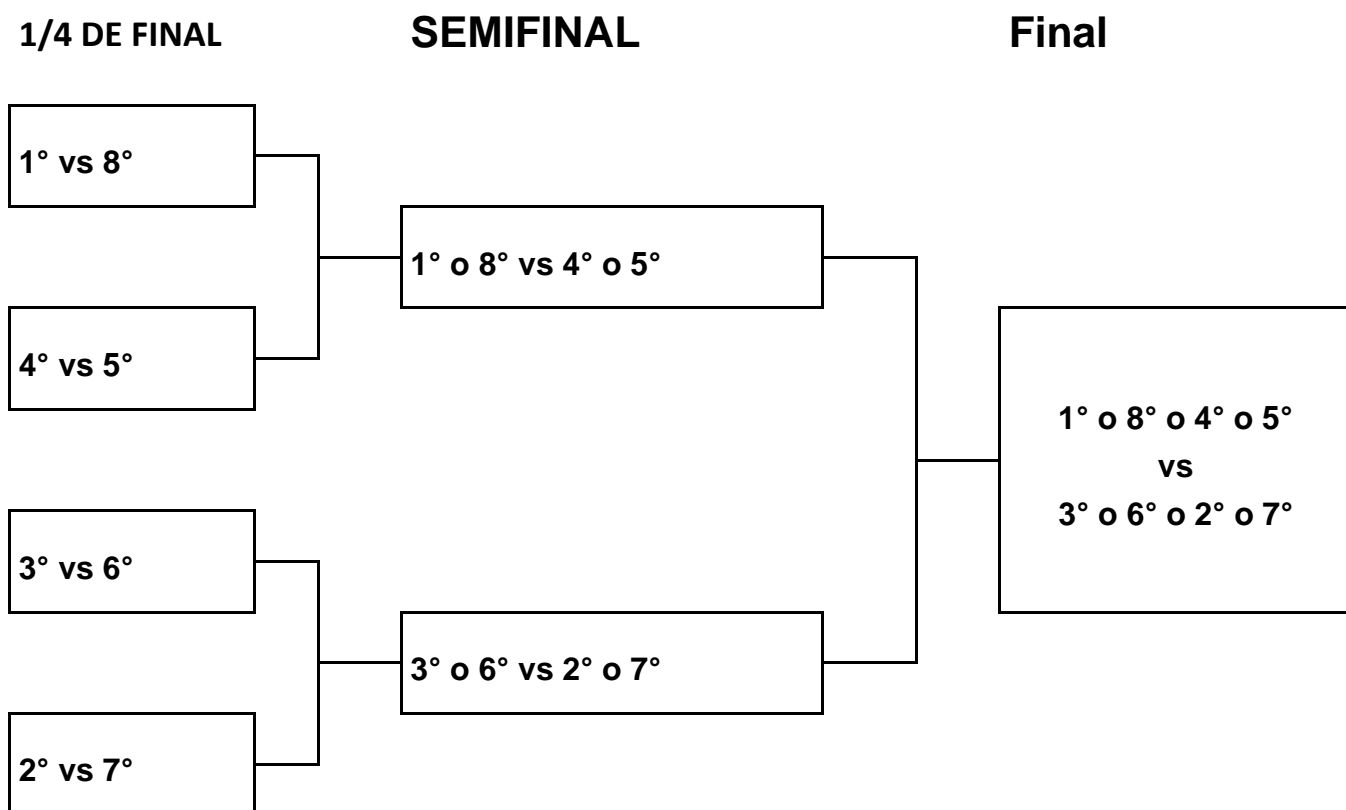 1/4 DE FINAL
SEMIFINAL
Final
1° vs 8°
4° vs 5°
3° vs 6°
2° vs 7°
1° o 8° vs 4° o 5°
3° o 6° vs 2° o 7°
1° o 8° o 4° o 5°
vs
3° o 6° o 2° o 7°